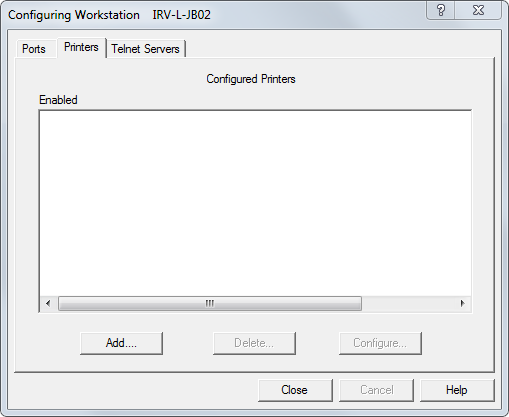 Configuring Workstation IRV-L-JB02
Ports Printers Telnet Servers
Configured Printers
Enabled
Add.... Delete... Configure...
Close Cancel Help